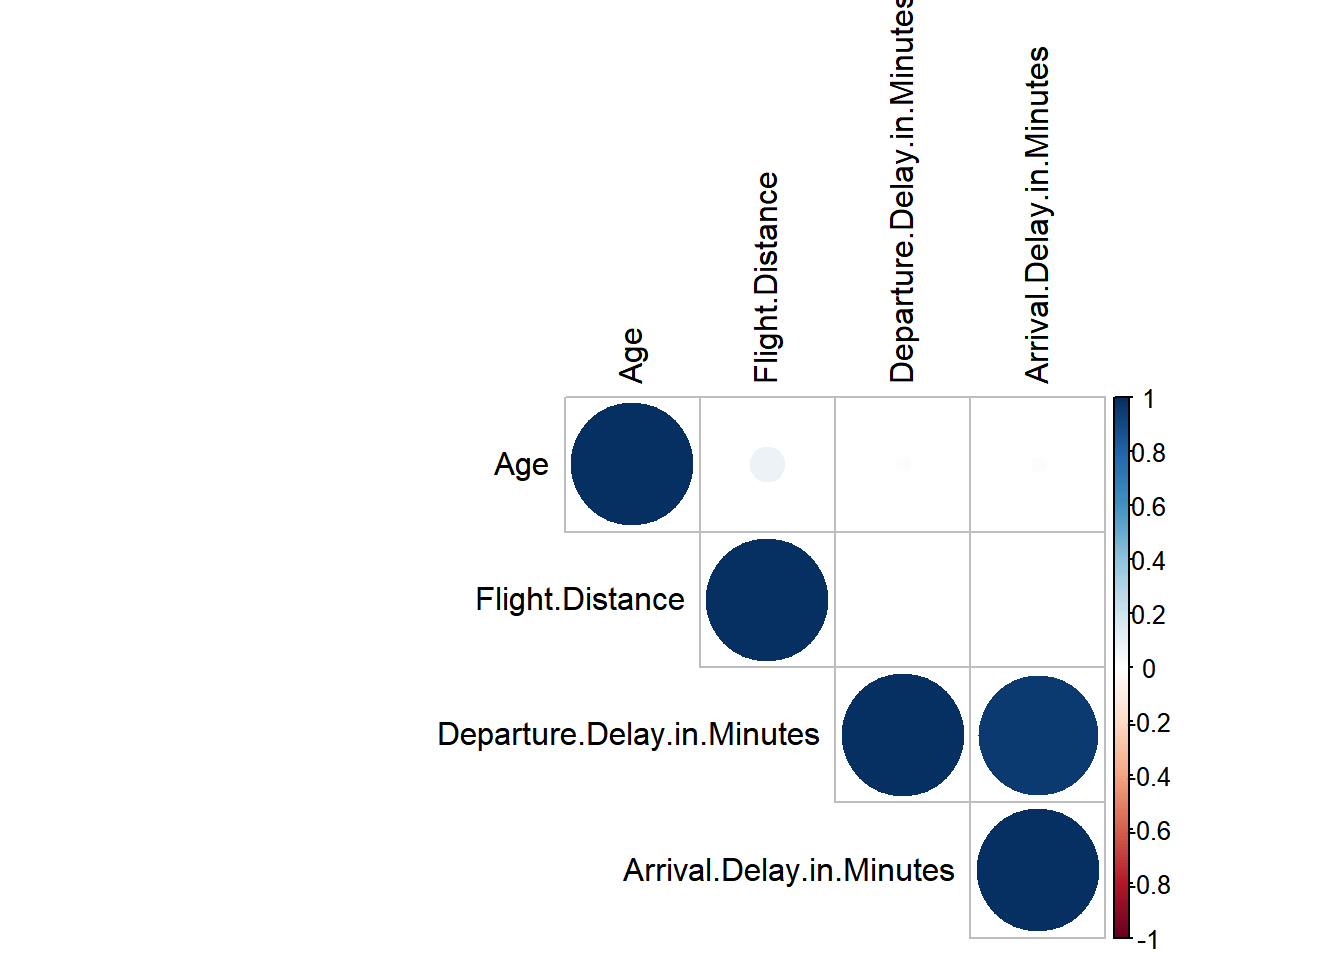 Age
Flight.Distance
Departure.Delay.in.Minutes
Arrival.Delay.in.Minutes
Age
Flight.Distance
Departure.Delay.in.Minutes
Arrival.Delay.in.Minutes
1
0.8
0.6
0.4
0.2
0
-0.2
-0.4
-0.6
-0.8
-1